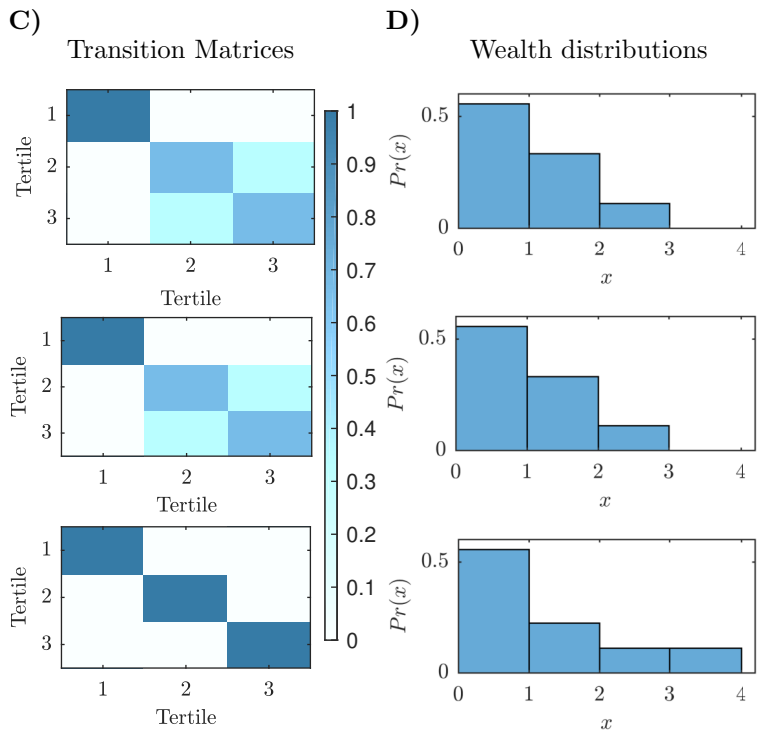 C)
Transition Matrices
Tertile
1
2
3
1 2 3
Tertile
Tertile
1
2
3
1 2 3
Tertile
Tertile
1
2
3
1 2 3
Tertile
1
0.9
0.8
0.7
0.6
0.5
0.4
0.3
0.2
0.1
0
D)
Wealth distributions
Pr(x)
0.5
0
0 1 2 3 4
x
Pr(x)
0.5
0
0 1 2 3 4
x
Pr(x)
0.5
0
0 1 2 3 4
x